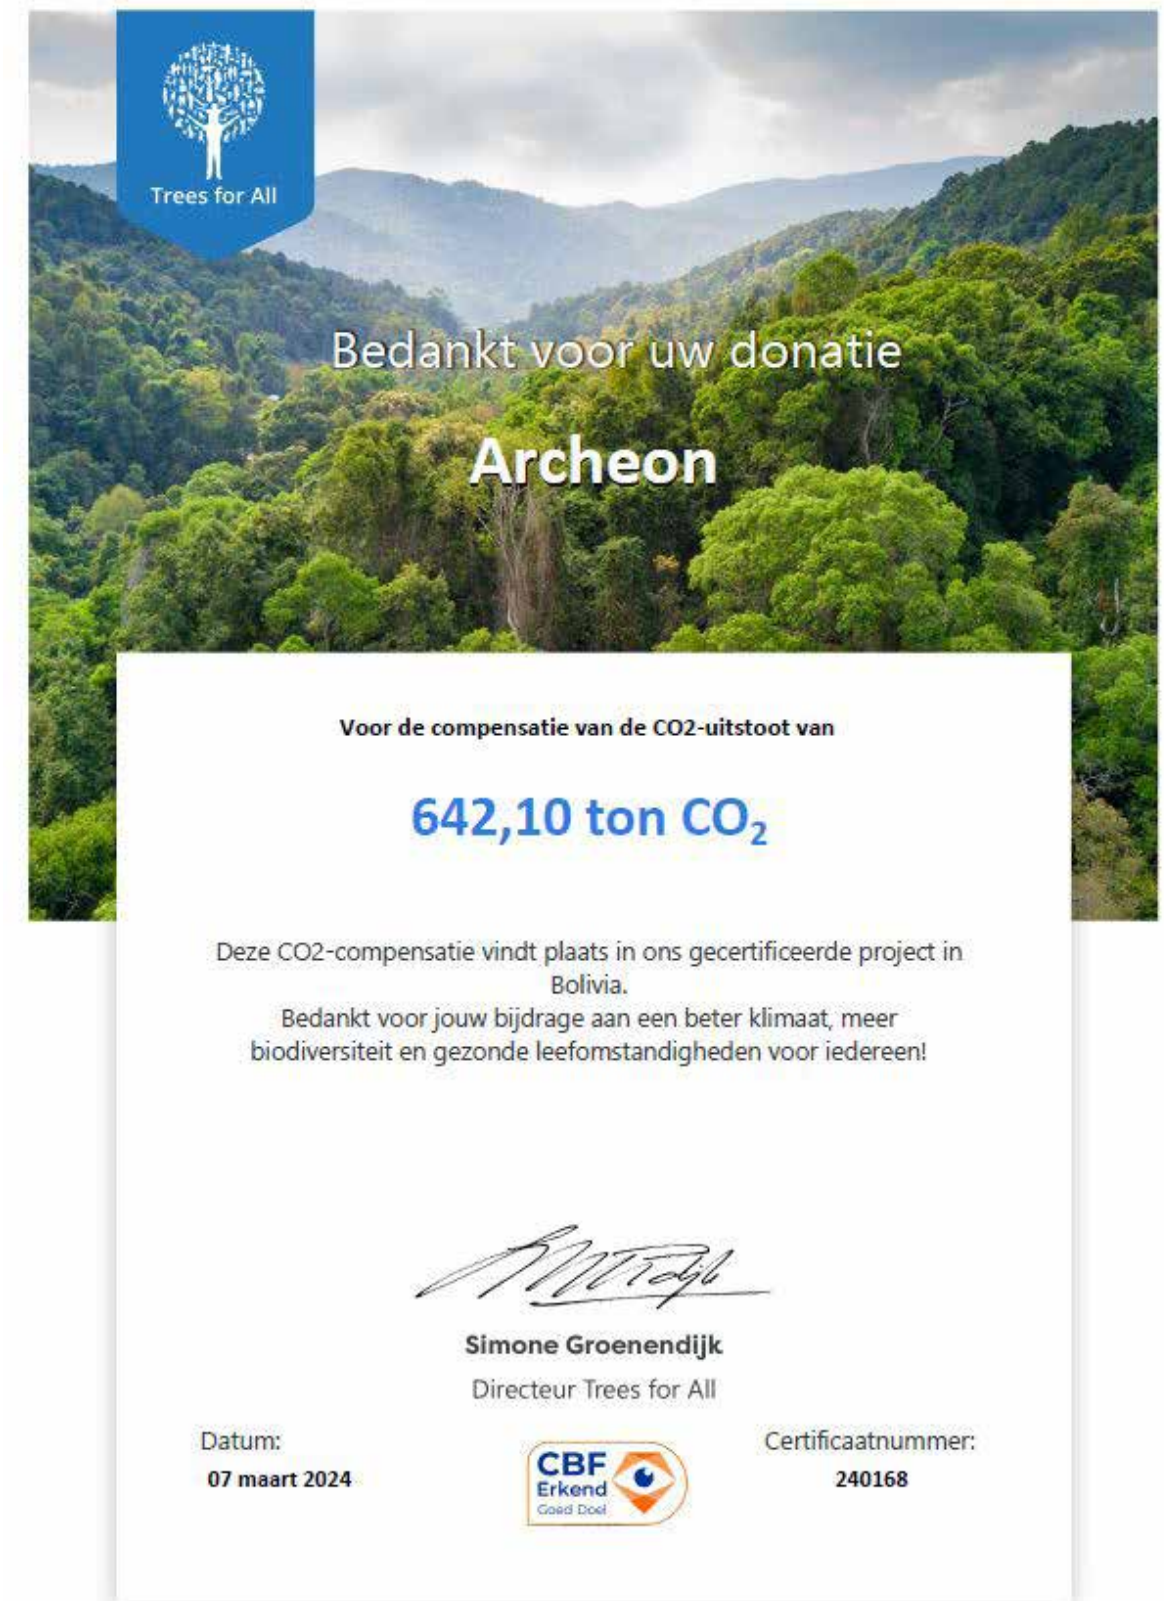 Trees for All
Bedankt voor uw donatie
Archeon
Voor de compensatie van de CO2-uitstoot van
642,10 ton CO₂
Deze CO2-compensatie vindt plaats in ons gecertificeerde project in
Bolivia.
Bedankt voor jouw bijdrage aan een beter klimaat, meer
biodiversiteit en gezonde leefomstandigheden voor iedereen!
Simone Groenendijk
Directeur Trees for All
Datum:
07 maart 2024
CBF
Erkend
Goed Doel
Certificaatnummer:
240168